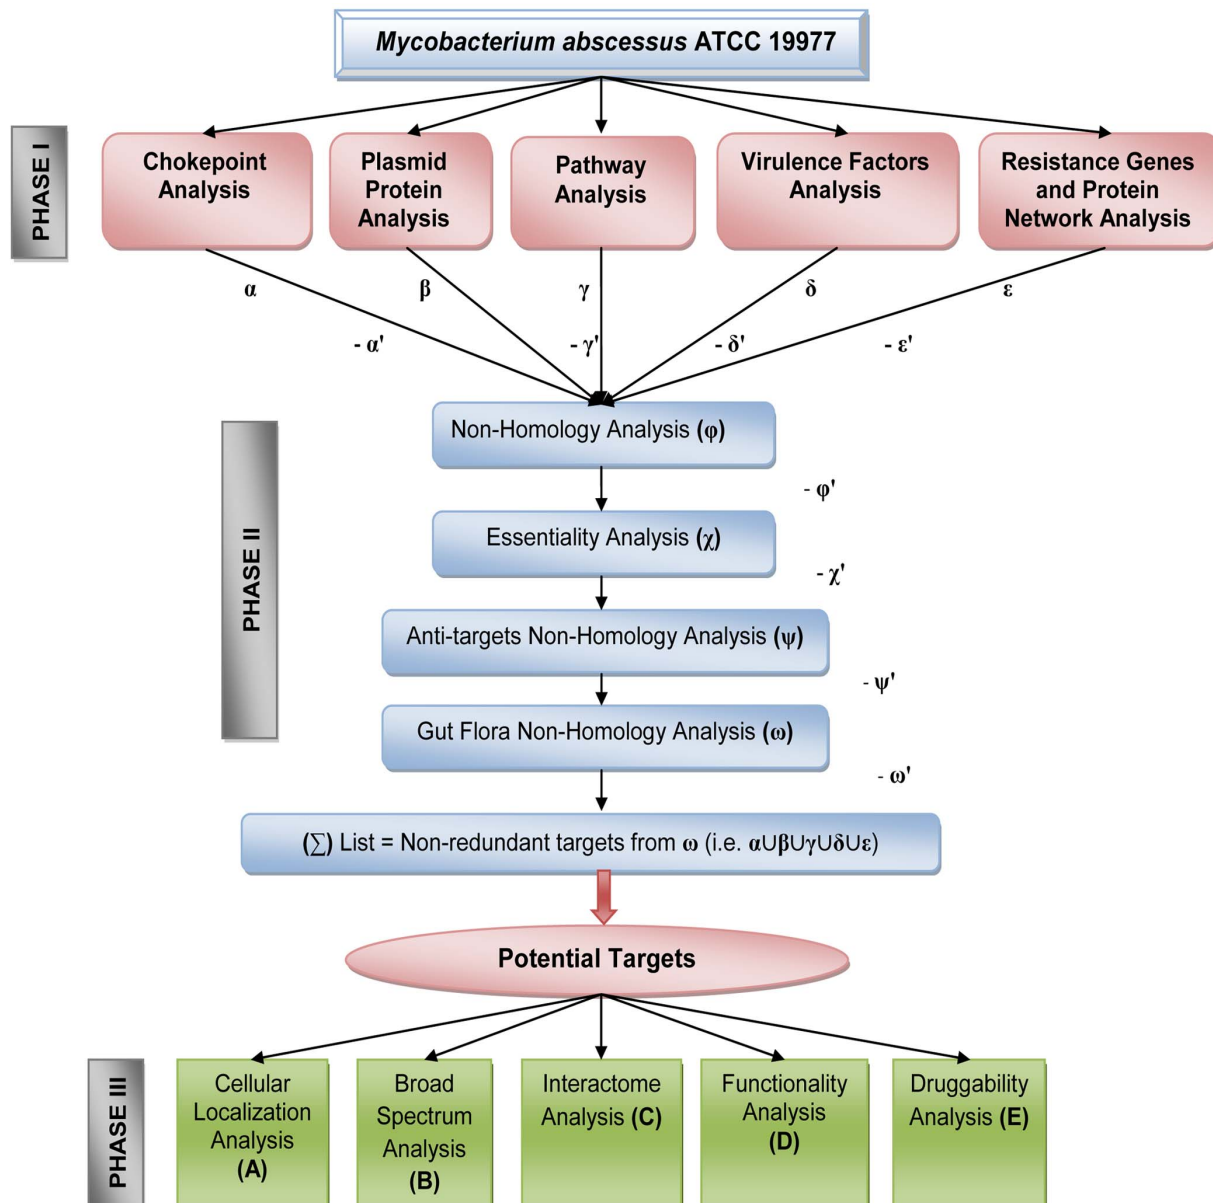 Mycobacterium abscessus ATCC 19977
PHASE I
Chokepoint
Analysis
Plasmid
Protein
Analysis
Pathway
Analysis
Virulence Factors
Analysis
Resistance Genes
and Protein
Network Analysis
α
β
γ
δ
ε
- α'
- γ'
- δ'
- ε'
PHASE II
Non-Homology Analysis (φ)
- φ'
Essentiality Analysis (χ)
- χ'
Anti-targets Non-Homology Analysis (ψ)
- ψ'
Gut Flora Non-Homology Analysis (ω)
- ω'
(∑) List = Non-redundant targets from ω (i.e. α∪β∪γ∪δ∪ε)
Potential Targets
PHASE III
Cellular
Localization
Analysis
(A)
Broad
Spectrum
Analysis
(B)
Interactome
Analysis (C)
Functionality
Analysis
(D)
Druggability
Analysis (E)